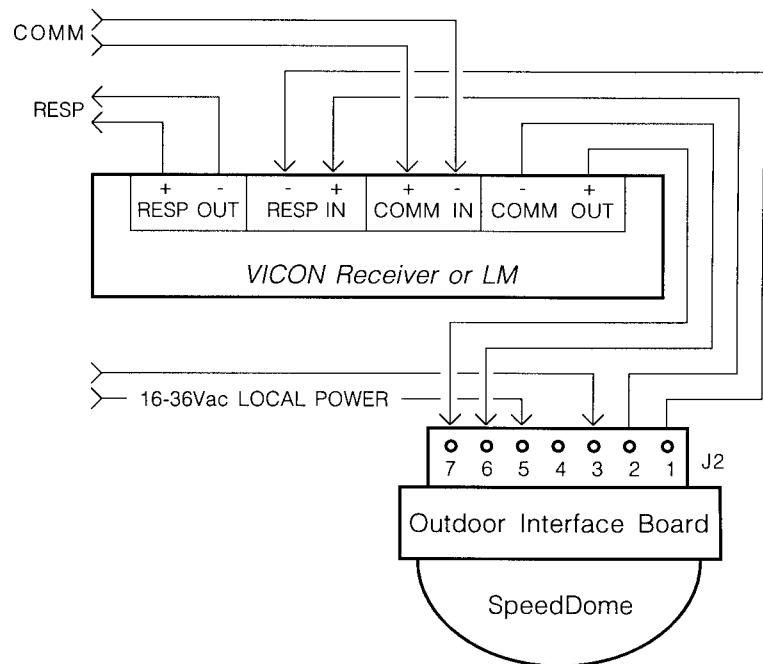 COMM
RESP
+ - - + + - - +
RESP OUT RESP IN COMM IN COMM OUT
VICON Receiver or LM
16-36Vac LOCAL POWER
7 6 5 4 3 2 1 J2
Outdoor Interface Board
SpeedDome